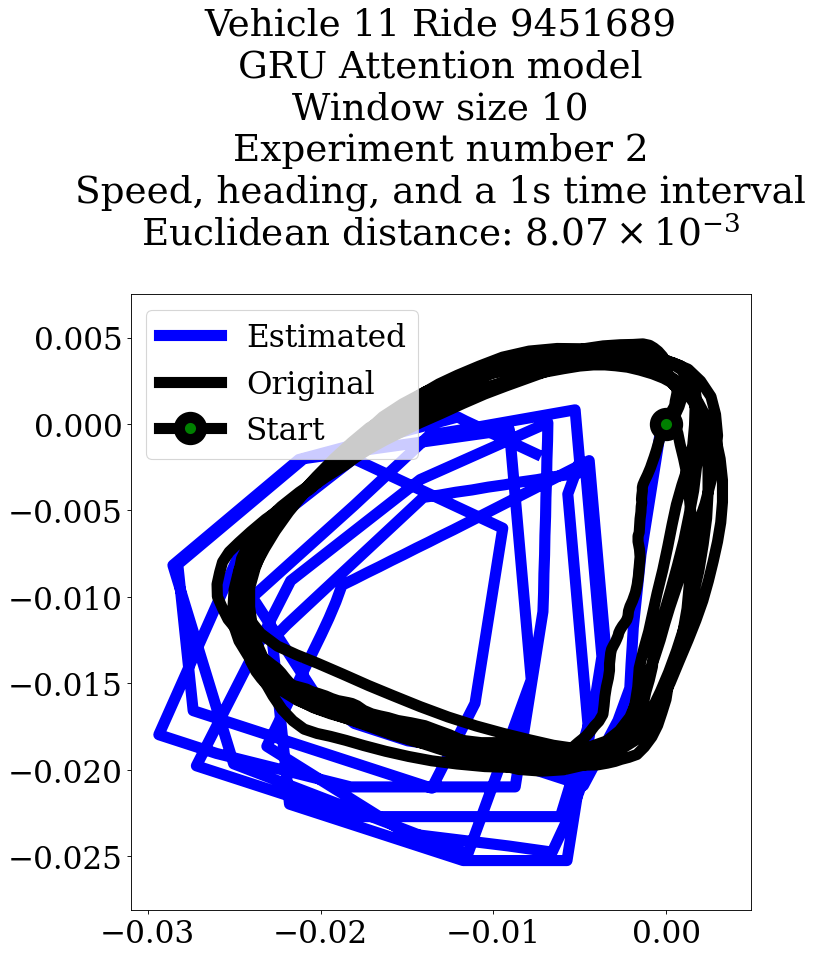 Vehicle 11 Ride 9451689
GRU Attention model
Window size 10
Experiment number 2
Speed, heading, and a 1s time interval
Euclidean distance: 8.07 × 10⁻³
Estimated
Original
Start
0.005
0.000
−0.005
−0.010
−0.015
−0.020
−0.025
−0.03 −0.02 −0.01 0.00